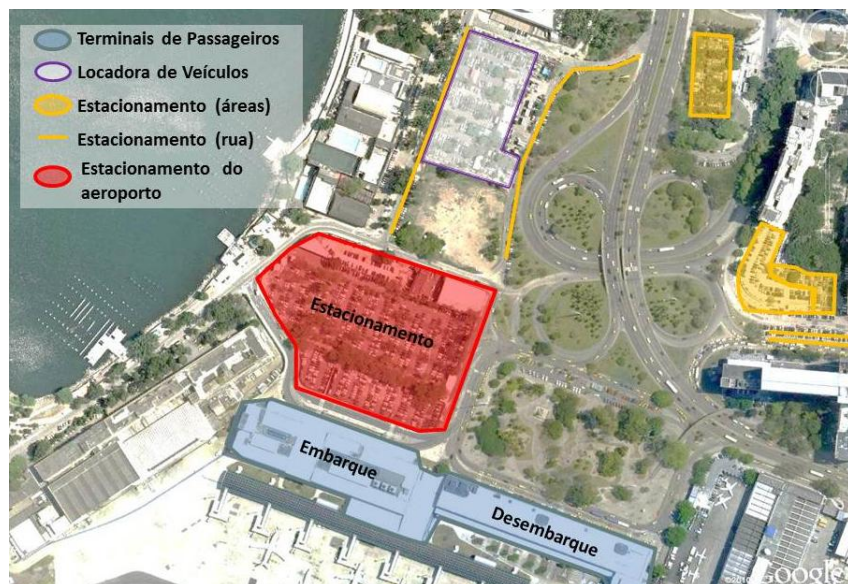 Terminais de Passageiros
Locadora de Veículos
Estacionamento (áreas)
Estacionamento (rua)
Estacionamento do
aeroporto
Estacionamento
Embarque
Desembarque
Google